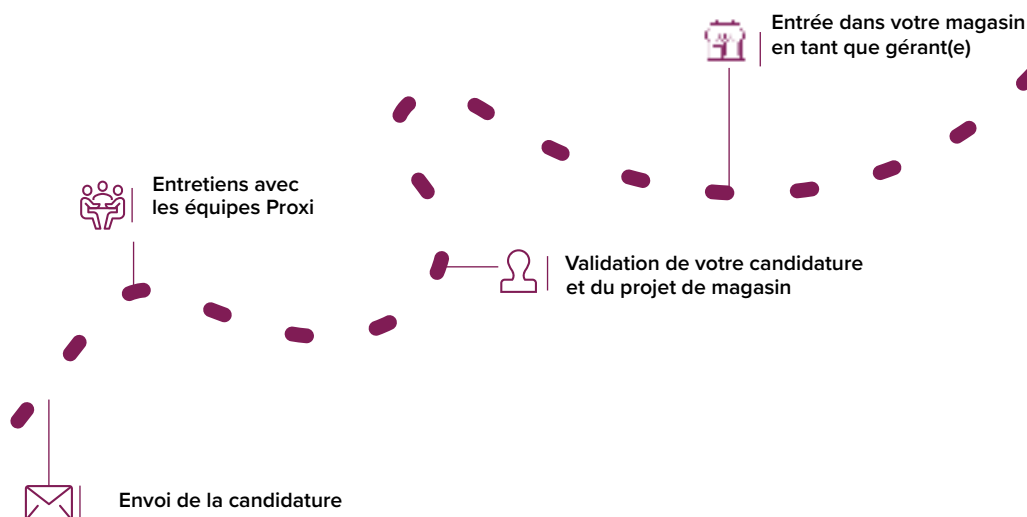 Entrée dans votre magasin
en tant que gérant(e)
Entretiens avec
les équipes Proxi
Validation de votre candidature
et du projet de magasin
Envoi de la candidature